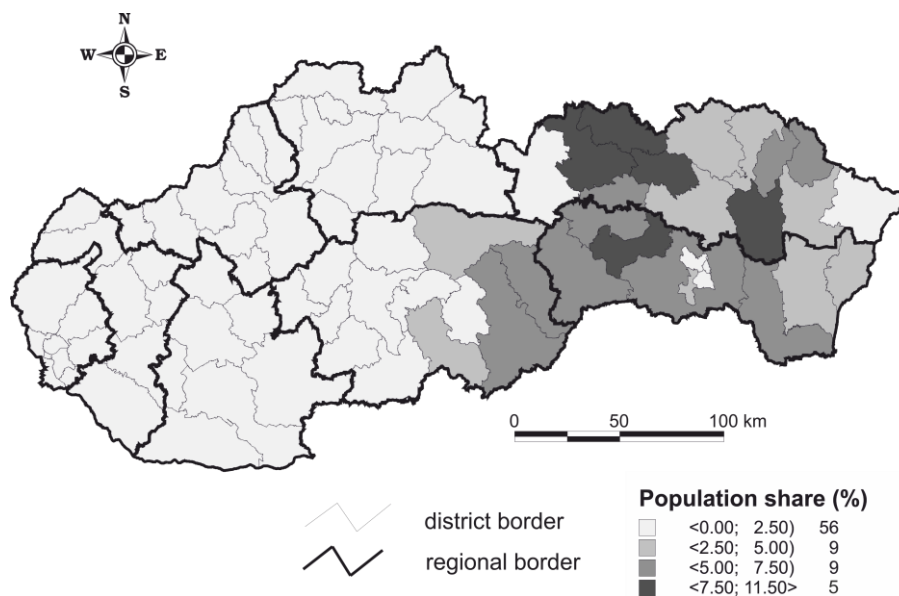 N
W E
S
0 50 100 km
district border
regional border
Population share (%)
<0.00; 2.50) 56
<2.50; 5.00) 9
<5.00; 7.50) 9
<7.50; 11.50> 5